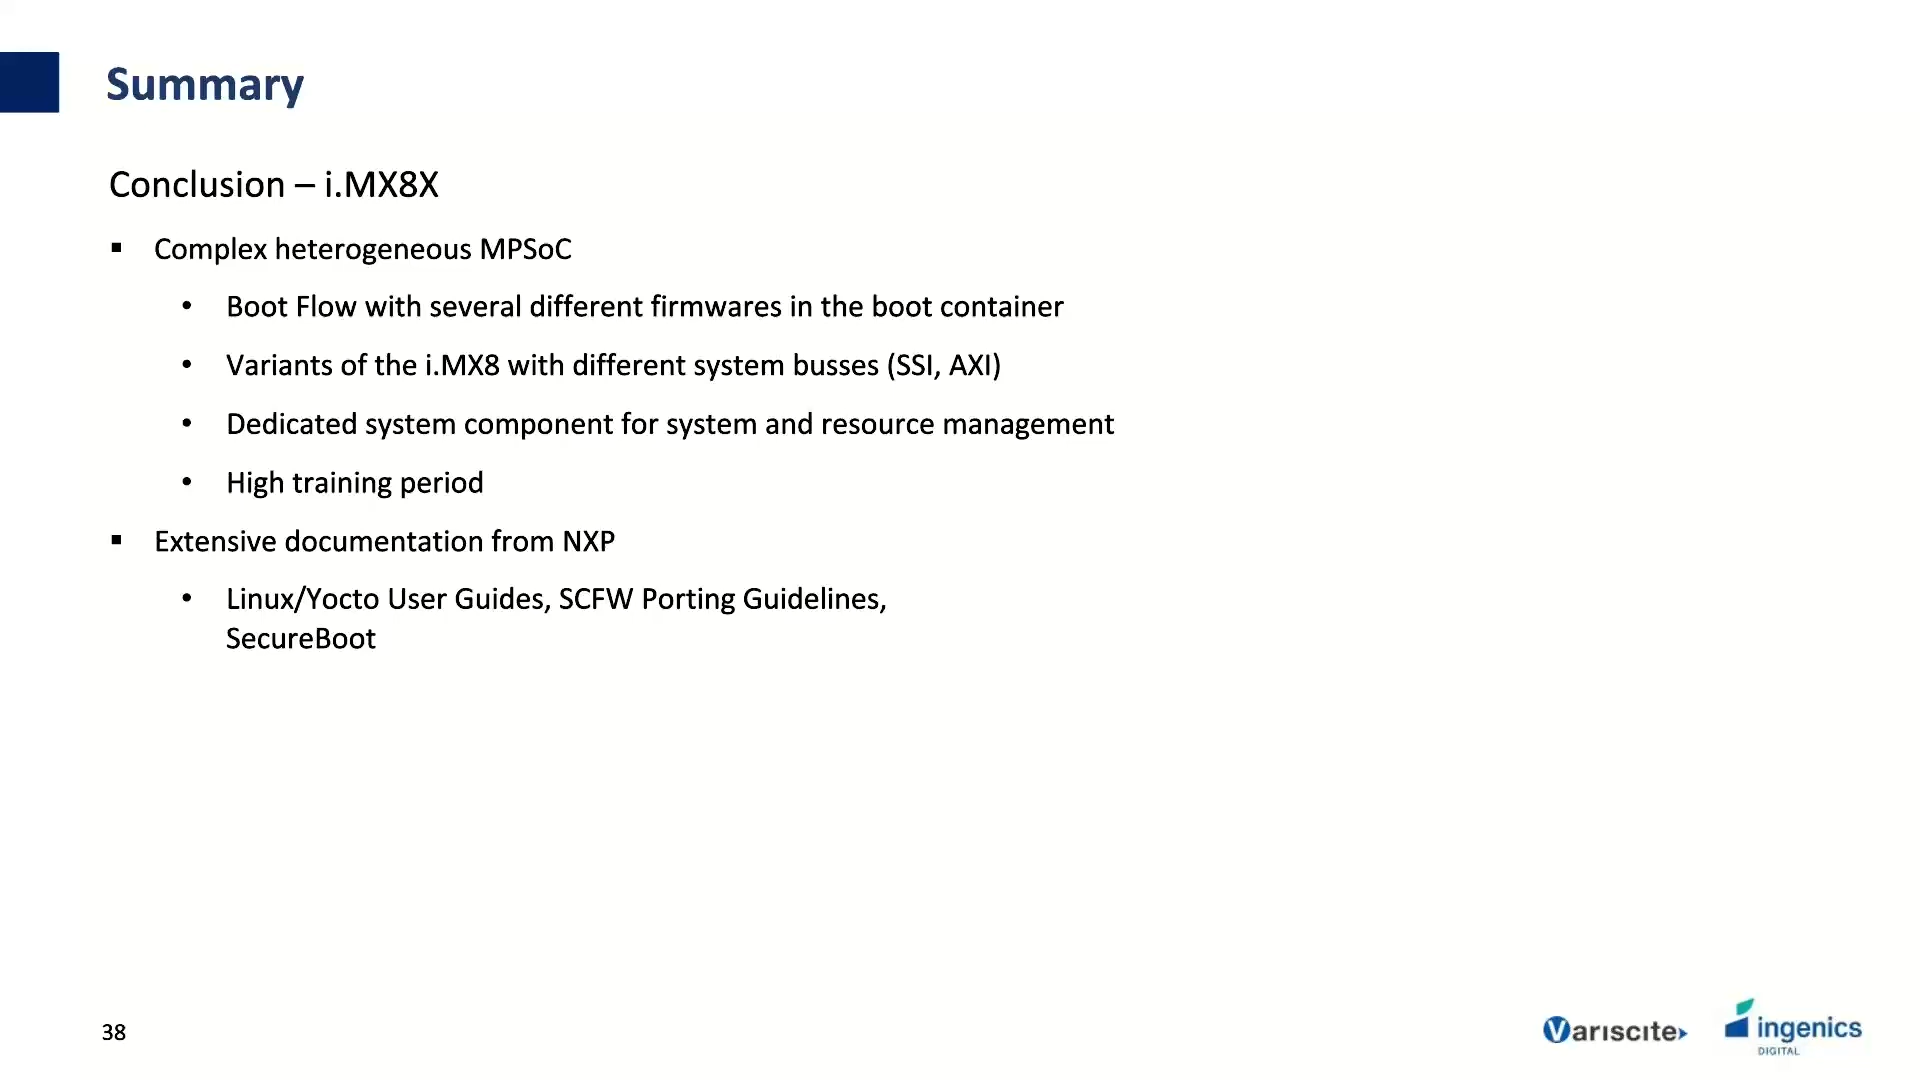 Summary
Conclusion – i.MX8X
▪ Complex heterogeneous MPSoC
• Boot Flow with several different firmwares in the boot container
• Variants of the i.MX8 with different system busses (SSI, AXI)
• Dedicated system component for system and resource management
• High training period
▪ Extensive documentation from NXP
• Linux/Yocto User Guides, SCFW Porting Guidelines,
SecureBoot
38
Variscite
ingenics
DIGITAL